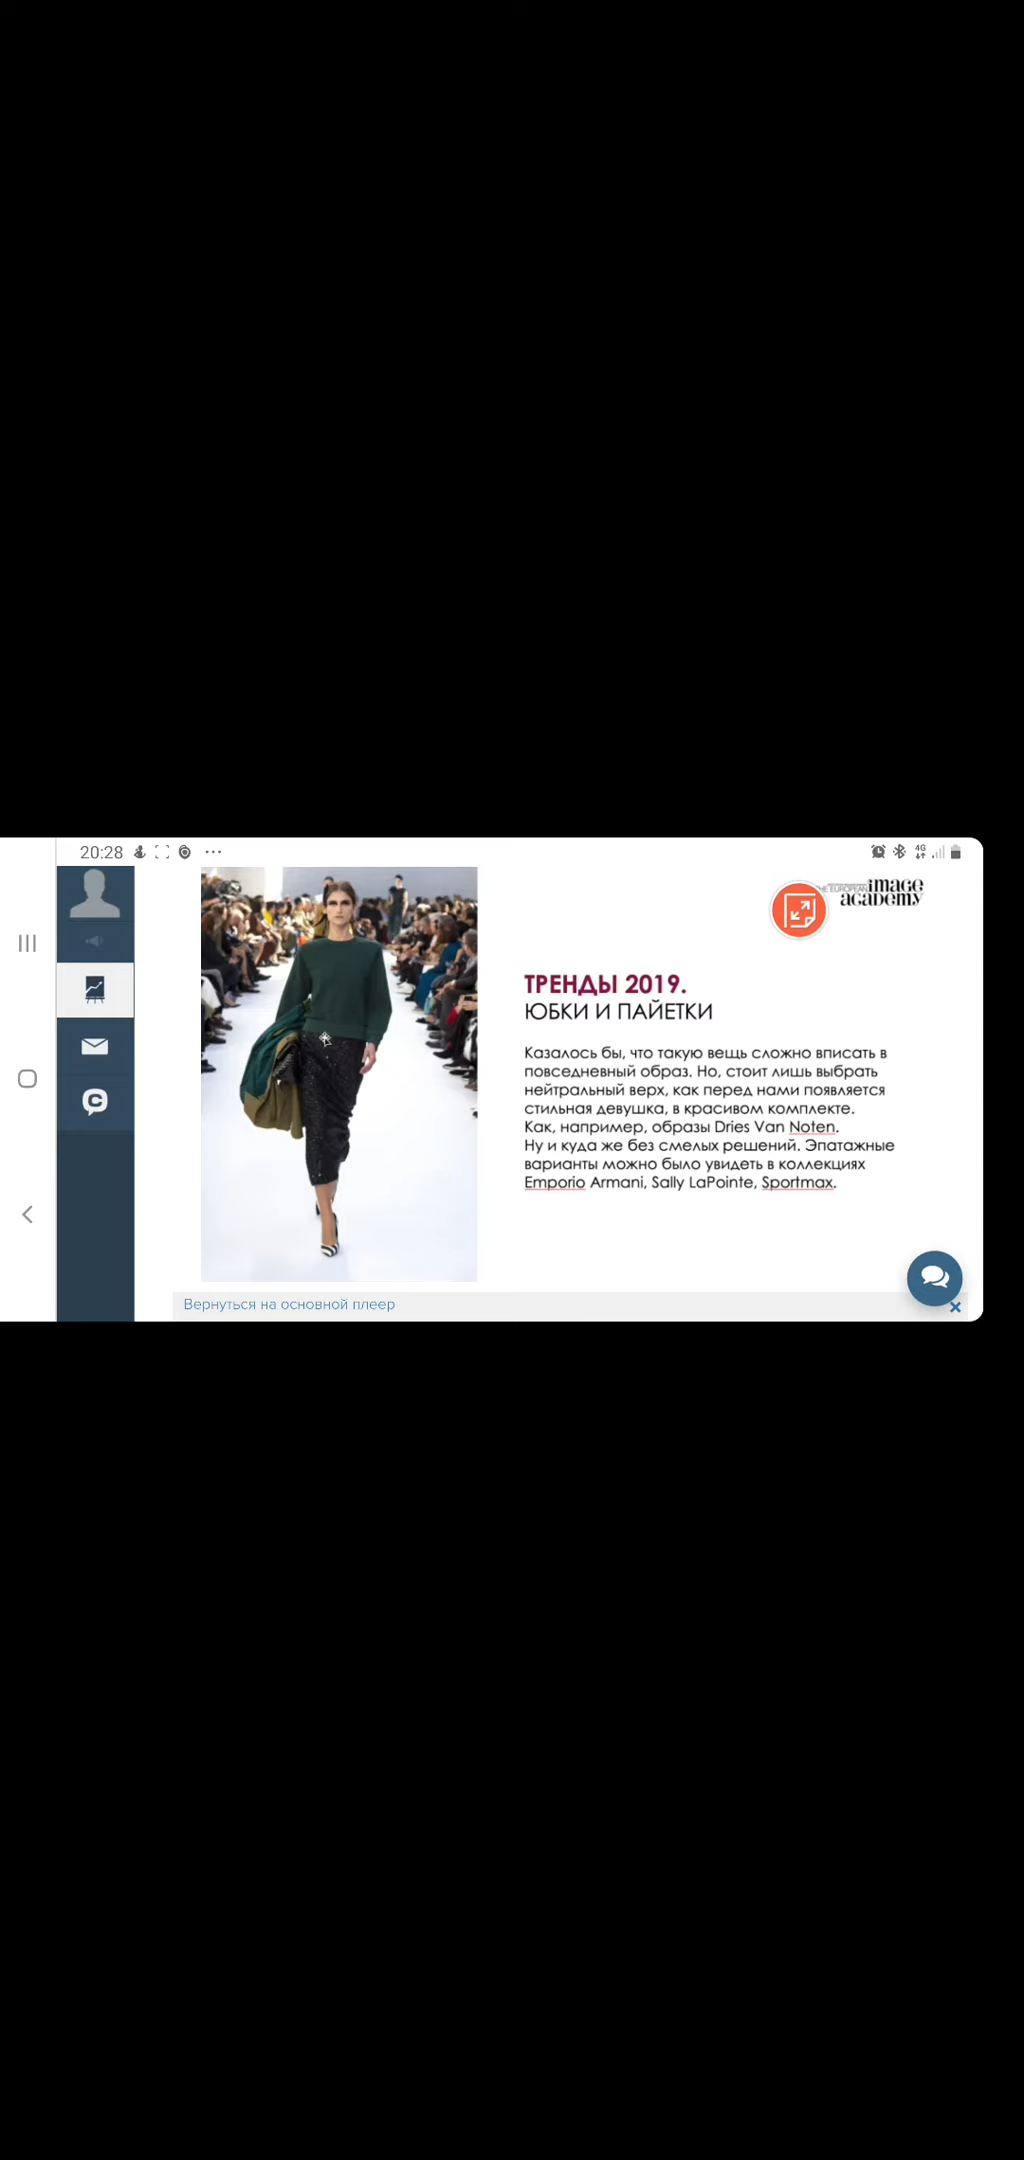 20:28
4G
THE EUROPEAN
image
academy
ТРЕНДЫ 2019.
ЮБКИ И ПАЙЕТКИ
Казалось бы, что такую вещь сложно вписать в
повседневный образ. Но, стоит лишь выбрать
нейтральный верх, как перед нами появляется
стильная девушка, в красивом комплекте.
Как, например, образы Dries Van Noten.
Ну и куда же без смелых решений. Эпатажные
варианты можно было увидеть в коллекциях
Emporio Armani, Sally LaPointe, Sportmax.
Вернуться на основной плеер